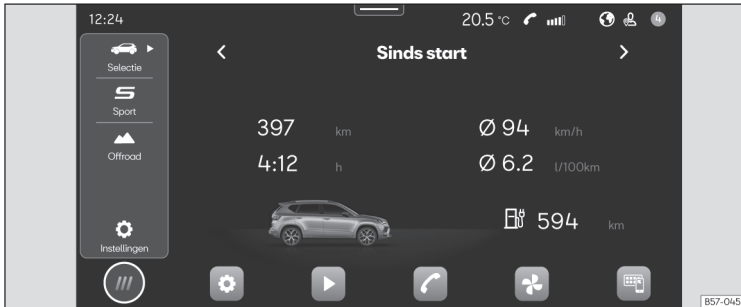 12:24
20.5 °C
4
Selectie
Sinds start
Sport
Offroad
Instellingen
397 km
Ø 94 km/h
4:12 h
Ø 6.2 l/100km
594 km
B57-045